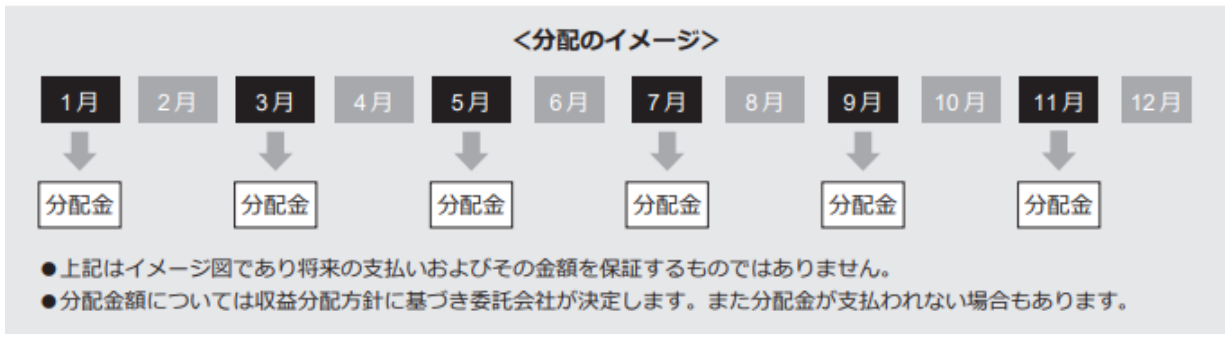 ＜分配のイメージ＞
1月 2月 3月 4月 5月 6月 7月 8月 9月 10月 11月 12月
分配金 分配金 分配金 分配金 分配金 分配金
●上記はイメージ図であり将来の支払いおよびその金額を保証するものではありません。
●分配金額については収益分配方針に基づき委託会社が決定します。また分配金が支払われない場合もあります。